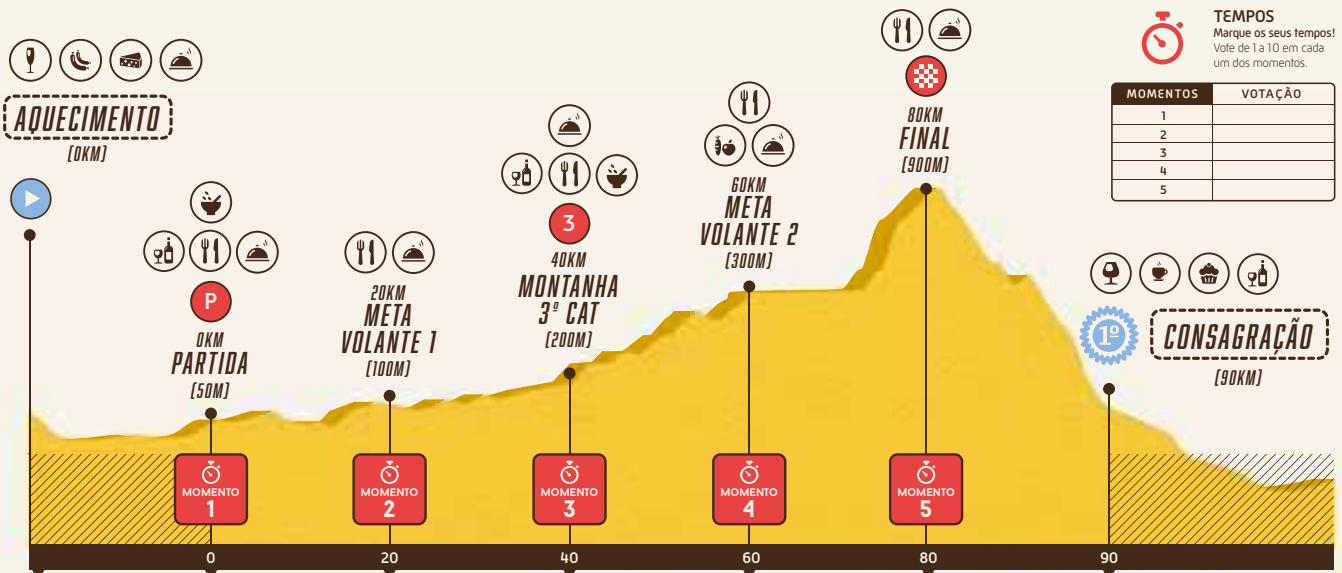 AQUECIMENTO
(0KM)
P
0KM
PARTIDA
(50M)
20KM
META
VOLANTE 1
(100M)
3
40KM
MONTANHA
3ª CAT
(200M)
60KM
META
VOLANTE 2
(300M)
80KM
FINAL
(900M)
TEMPOS
Marque os seus tempos!
Vote de 1 a 10 em cada
um dos momentos.
MOMENTOS VOTAÇÃO
1
2
3
4
5
1º
CONSAGRAÇÃO
(90KM)
MOMENTO
1
MOMENTO
2
MOMENTO
3
MOMENTO
4
MOMENTO
5
0 20 40 60 80 90